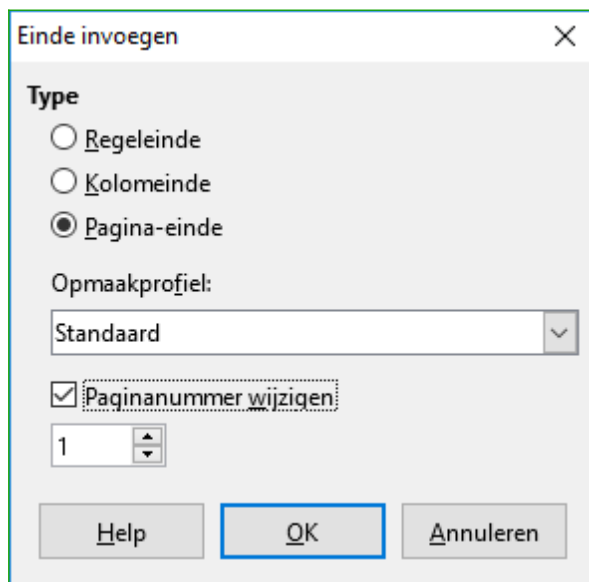 Einde invoegen
Type
Regeleinde
Kolomeinde
Pagina-einde
Opmaakprofiel:
Standaard
Paginanummer wijzigen
1
Help OK Annuleren